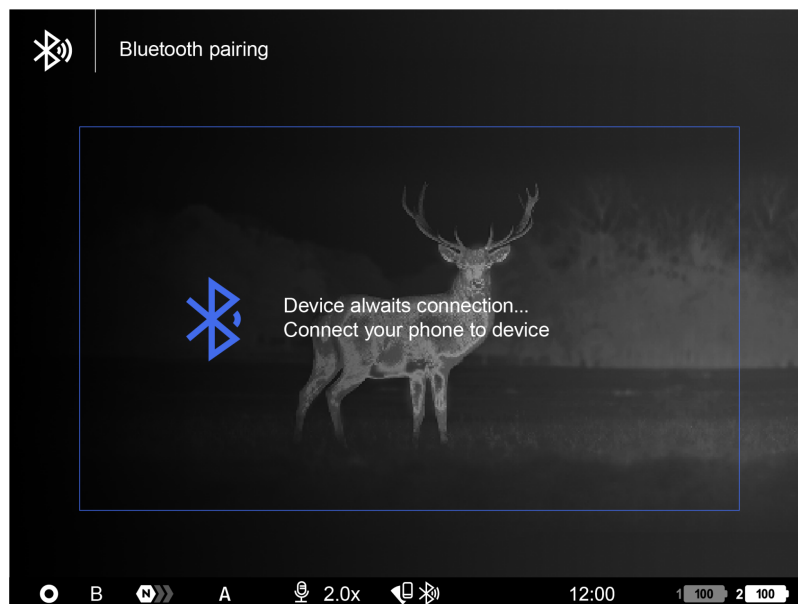 Bluetooth pairing
Device alwaits connection...
Connect your phone to device
B N A 2.0x 12:00 1 100 2 100